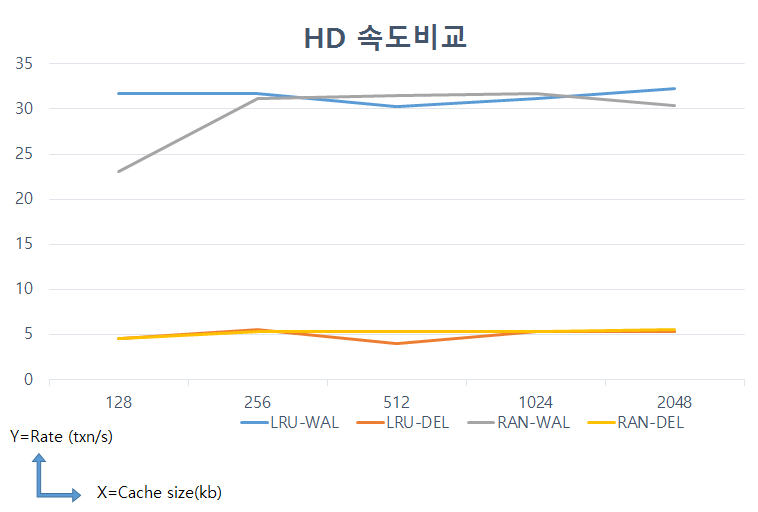 HD 속도비교
35
30
25
20
15
10
5
0
128 256 512 1024 2048
LRU-WAL LRU-DEL RAN-WAL RAN-DEL
Y=Rate (txn/s)
X=Cache size(kb)